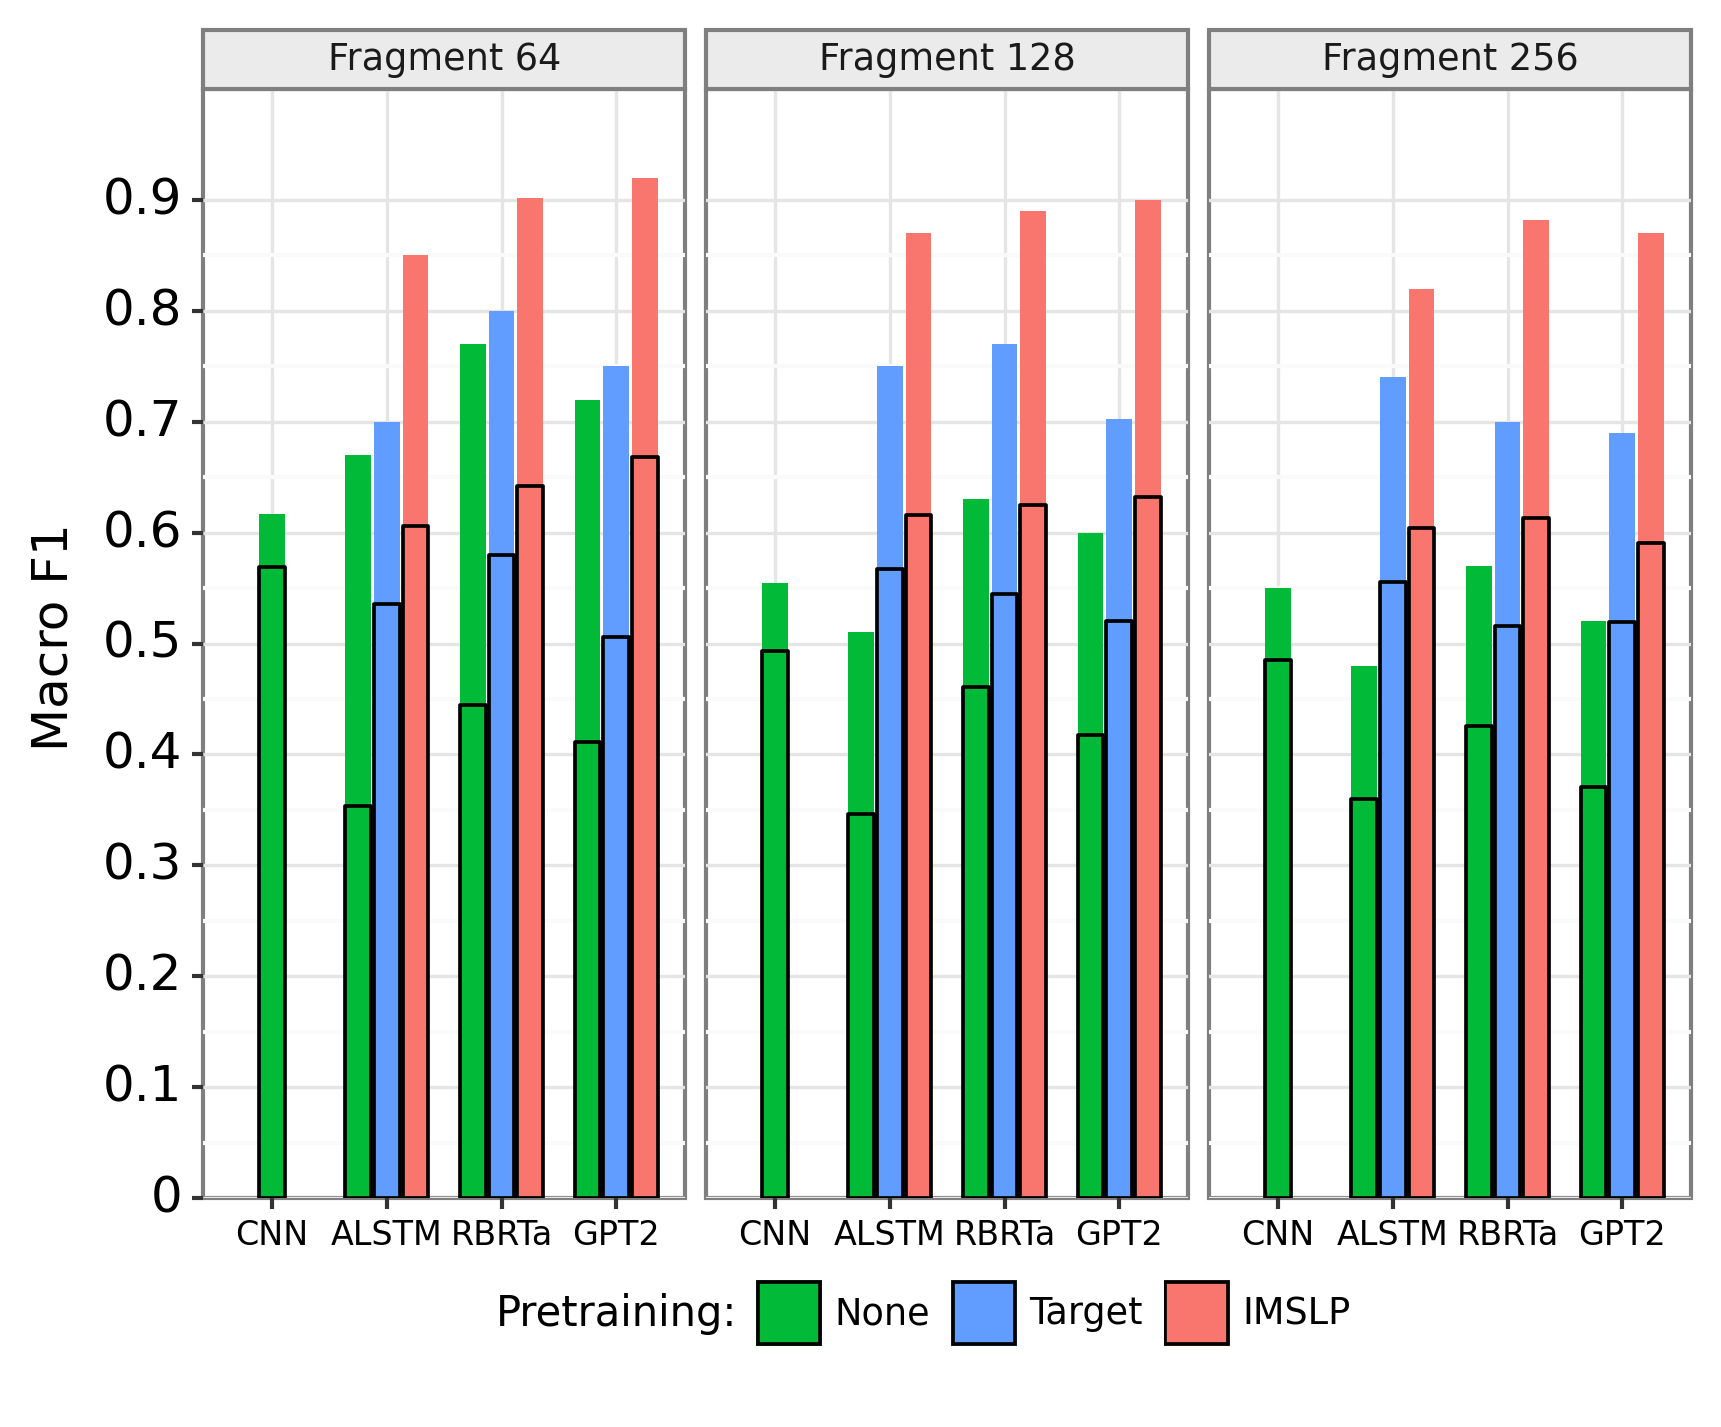 Fragment 64
Fragment 128
Fragment 256
Macro F1
0.9
0.8
0.7
0.6
0.5
0.4
0.3
0.2
0.1
0
CNN ALSTM RBRTa GPT2
CNN ALSTM RBRTa GPT2
CNN ALSTM RBRTa GPT2
Pretraining: None Target IMSLP